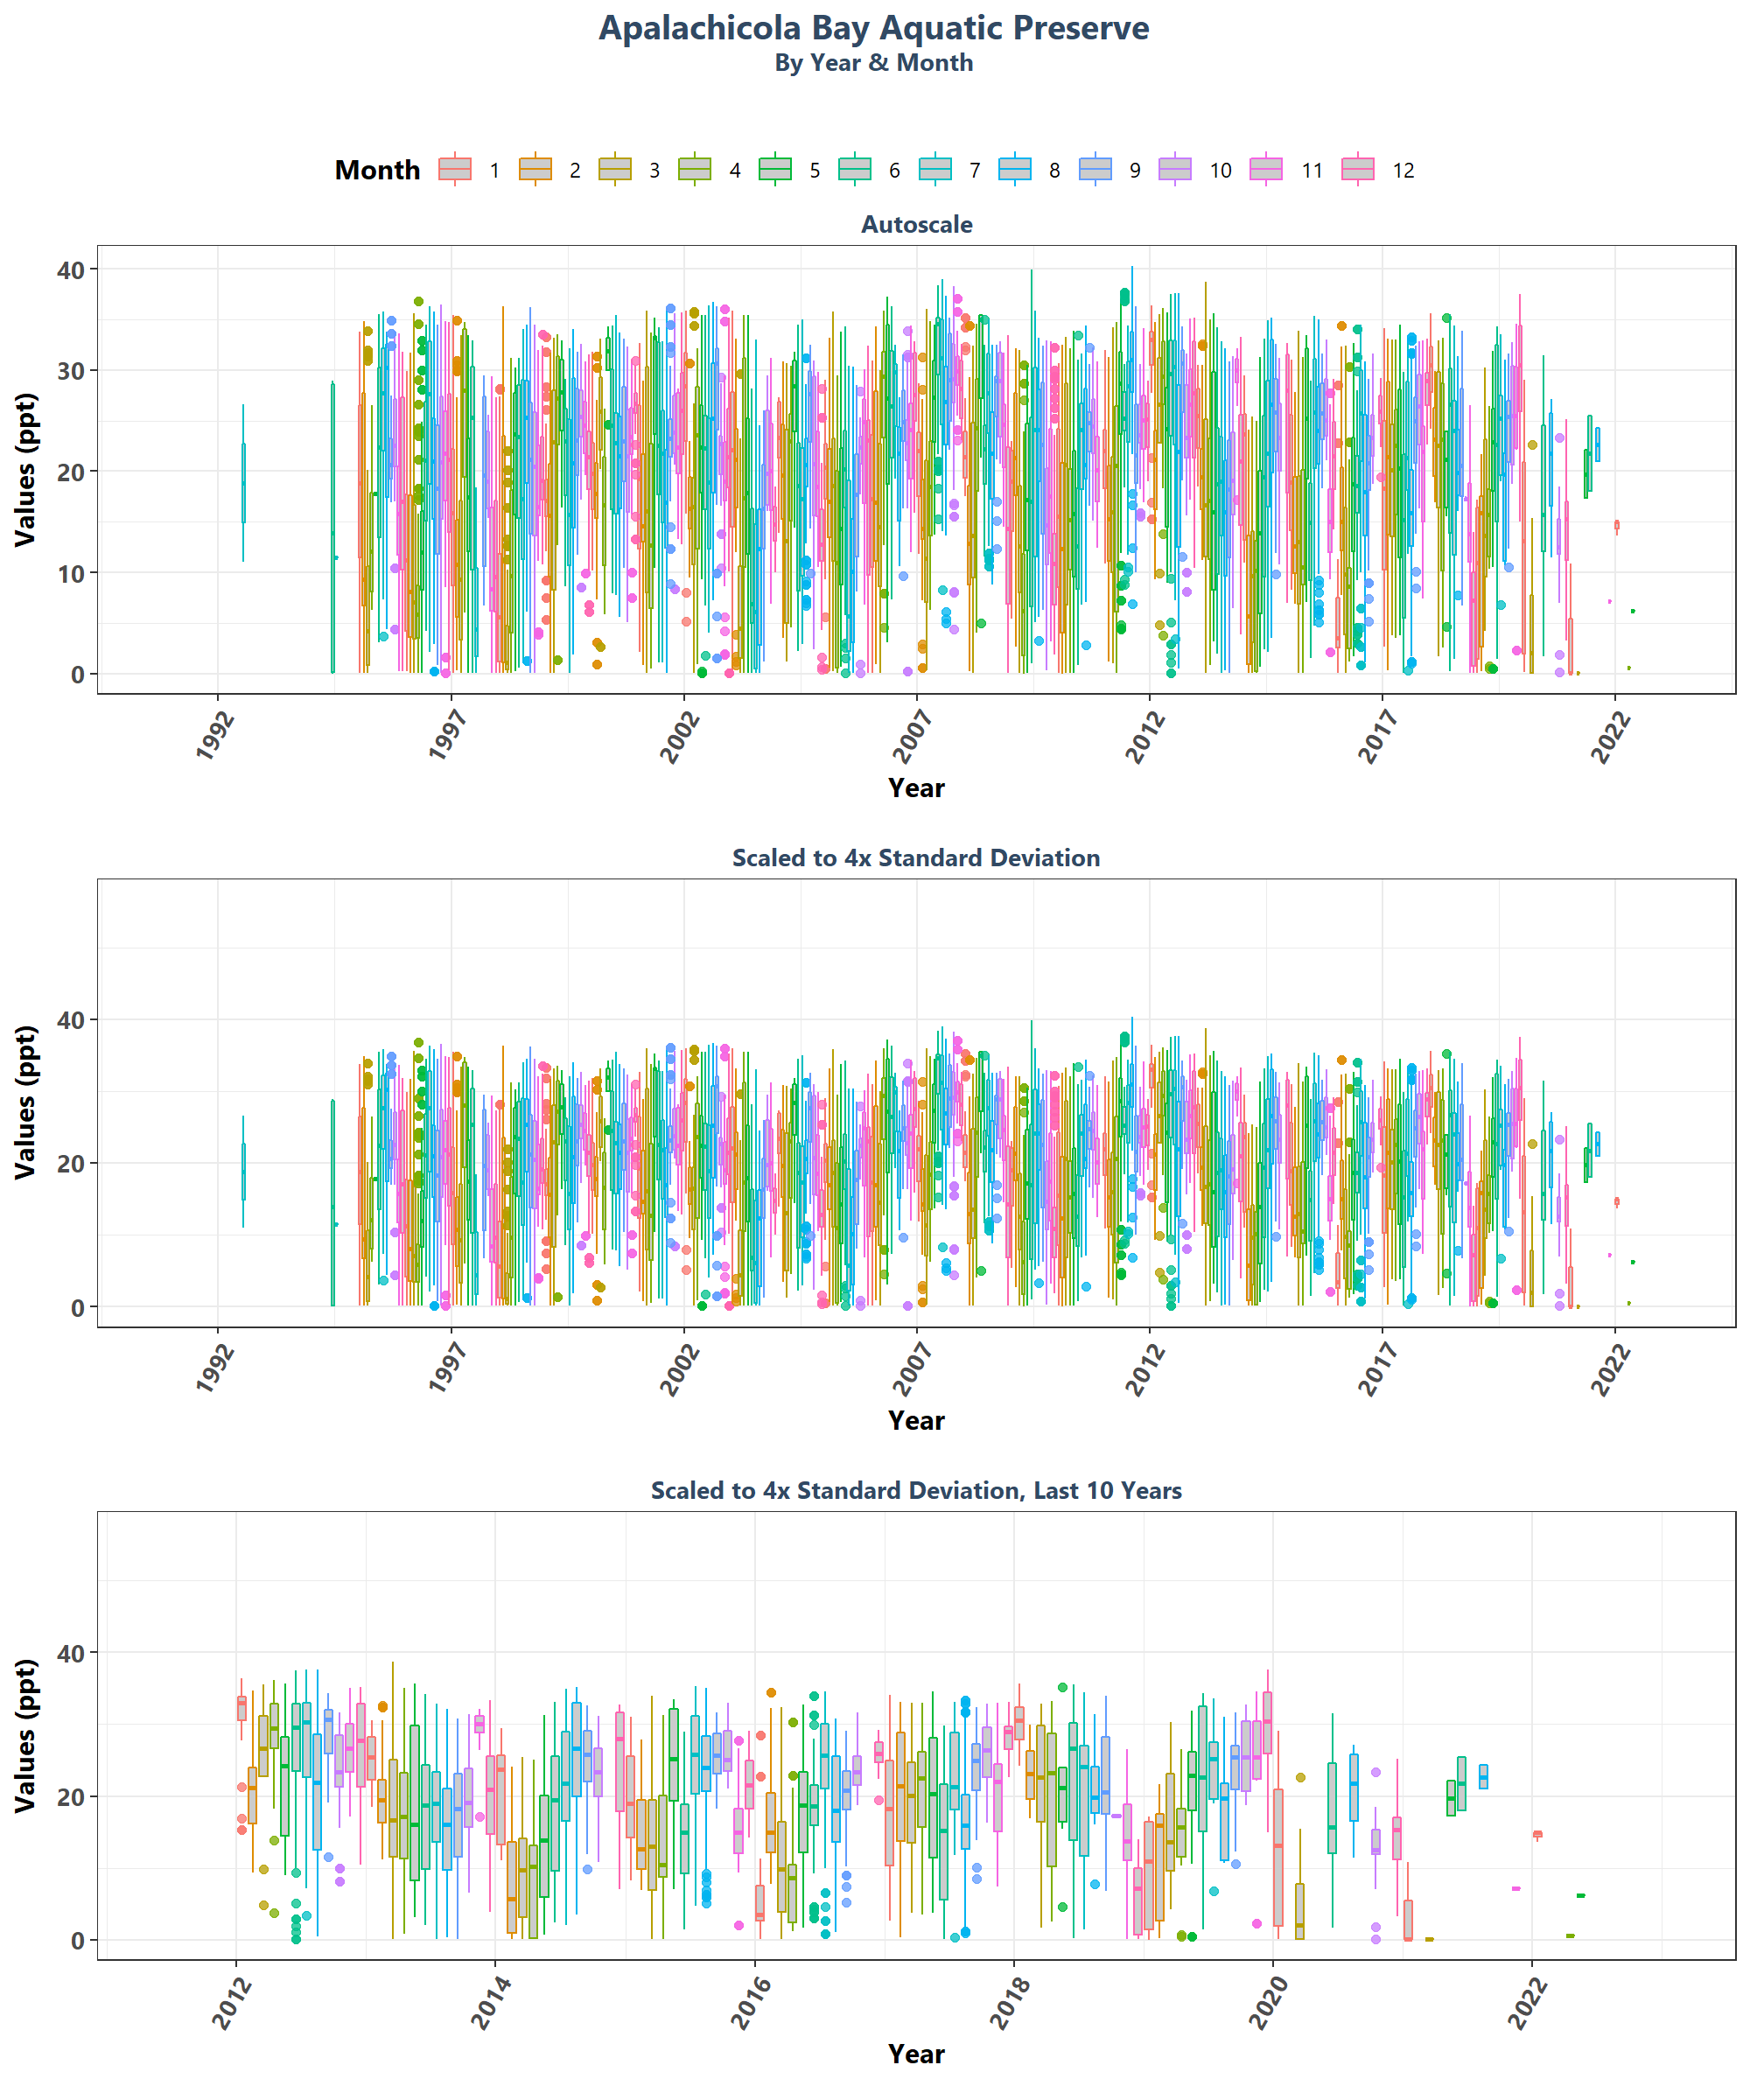 Apalachicola Bay Aquatic Preserve
By Year & Month
Month 1 2 3 4 5 6 7 8 9 10 11 12
Autoscale
Values (ppt)
40
30
20
10
0
1992 1997 2002 2007 2012 2017 2022
Year
Scaled to 4x Standard Deviation
Values (ppt)
40
20
0
1992 1997 2002 2007 2012 2017 2022
Year
Scaled to 4x Standard Deviation, Last 10 Years
Values (ppt)
40
20
0
2012 2014 2016 2018 2020 2022
Year